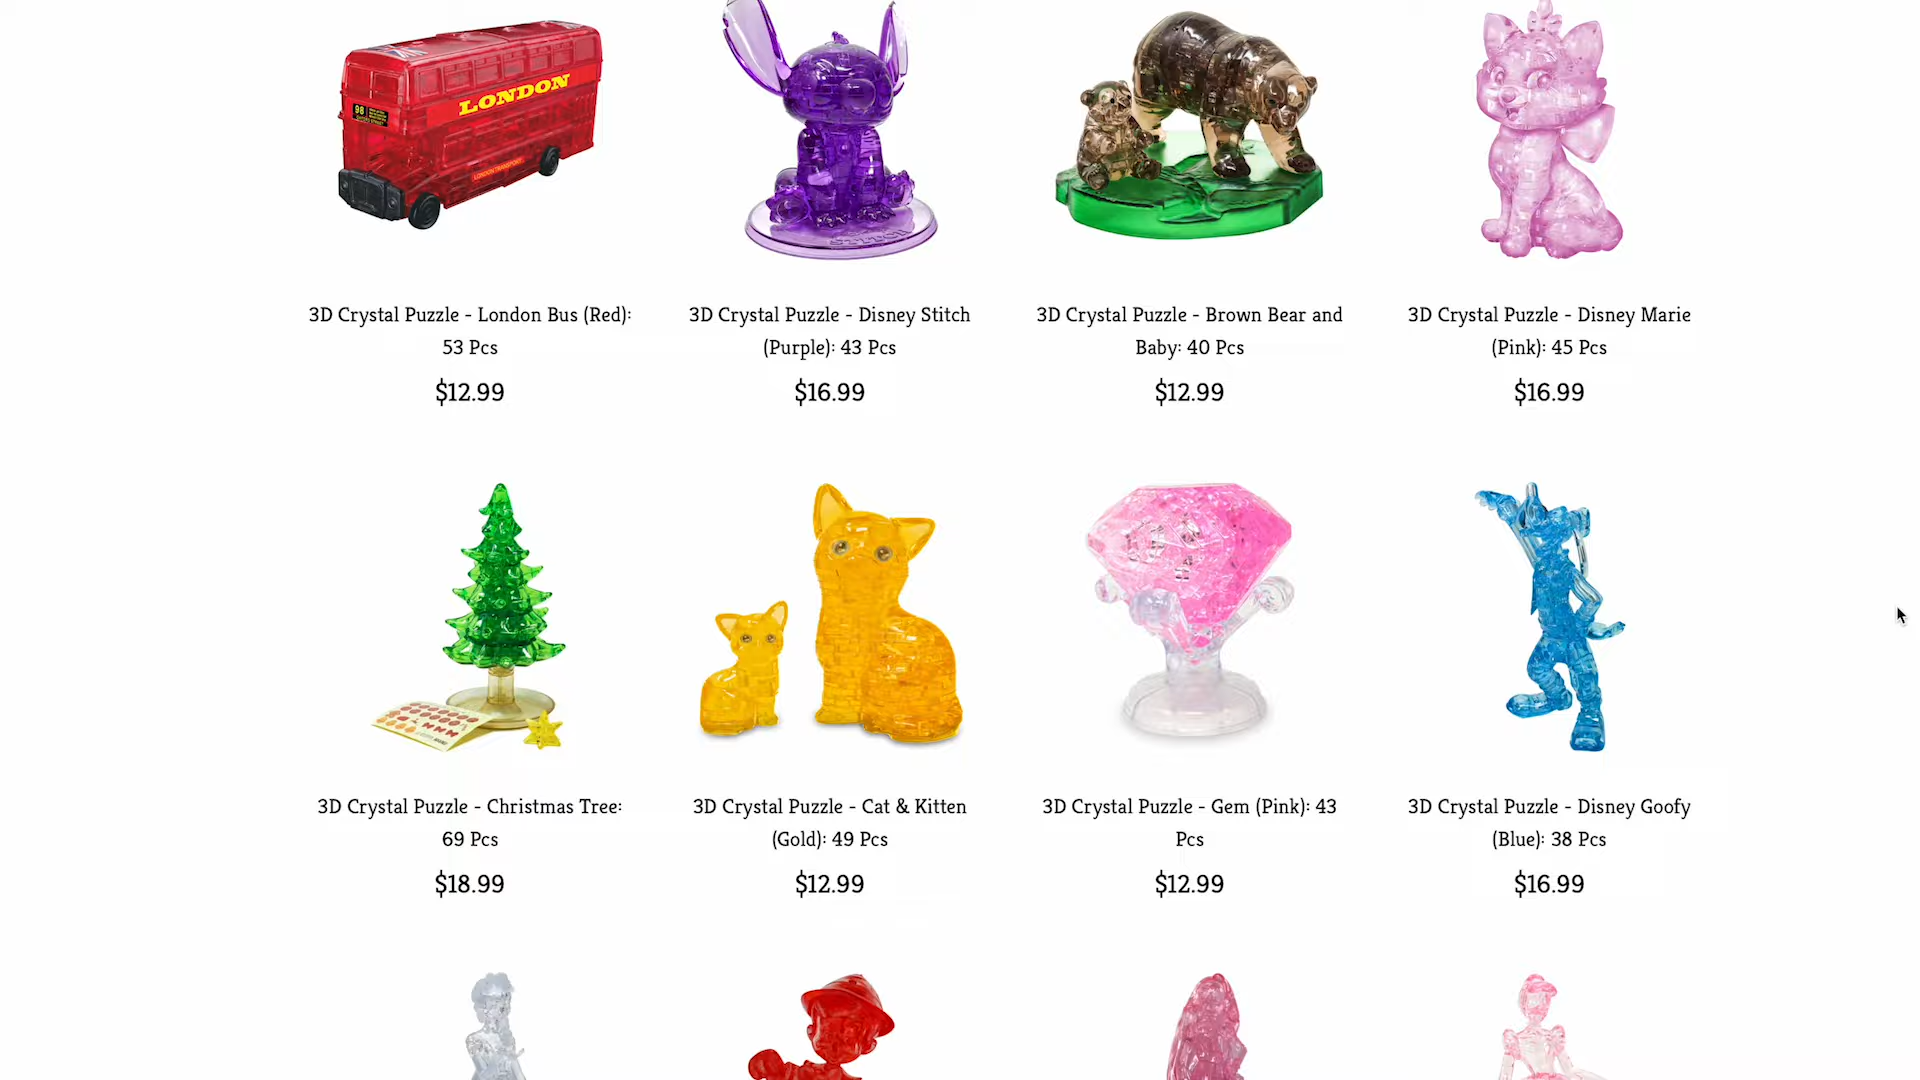 LONDON
98
LONDON TRANSPORT
STITCH
3D Crystal Puzzle - London Bus (Red):
53 Pcs
$12.99
3D Crystal Puzzle - Disney Stitch
(Purple): 43 Pcs
$16.99
3D Crystal Puzzle - Brown Bear and
Baby: 40 Pcs
$12.99
3D Crystal Puzzle - Disney Marie
(Pink): 45 Pcs
$16.99
3D Crystal Puzzle - Christmas Tree:
69 Pcs
$18.99
3D Crystal Puzzle - Cat & Kitten
(Gold): 49 Pcs
$12.99
3D Crystal Puzzle - Gem (Pink): 43
Pcs
$12.99
3D Crystal Puzzle - Disney Goofy
(Blue): 38 Pcs
$16.99